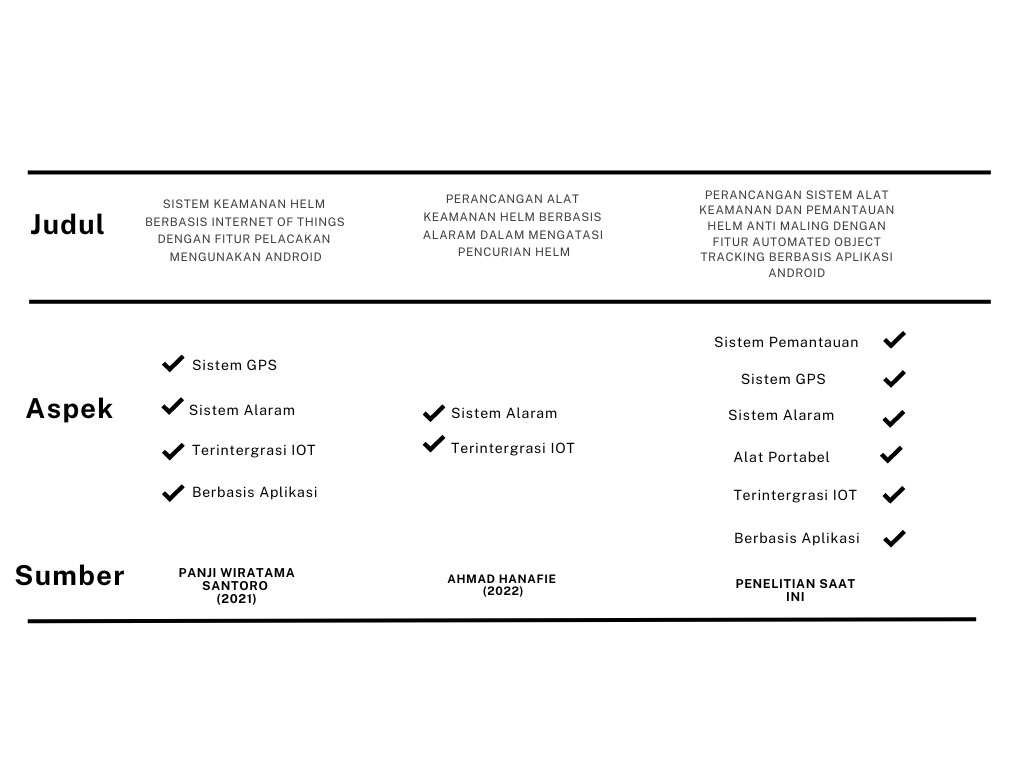 Judul
SISTEM KEAMANAN HELM
BERBASIS INTERNET OF THINGS
DENGAN FITUR PELACAKAN
MENGUNAKAN ANDROID
PERANCANGAN ALAT
KEAMANAN HELM BERBASIS
ALARAM DALAM MENGATASI
PENCURIAN HELM
PERANCANGAN SISTEM ALAT
KEAMANAN DAN PEMANTAUAN
HELM ANTI MALING DENGAN
FITUR AUTOMATED OBJECT
TRACKING BERBASIS APLIKASI
ANDROID
Aspek
Sistem GPS
Sistem Alaram
Terintergrasi IOT
Berbasis Aplikasi
Sistem Alaram
Terintergrasi IOT
Sistem Pemantauan
Sistem GPS
Sistem Alaram
Alat Portabel
Terintergrasi IOT
Berbasis Aplikasi
Sumber
PANJI WIRATAMA
SANTORO
(2021)
AHMAD HANAFIE
(2022)
PENELITIAN SAAT
INI